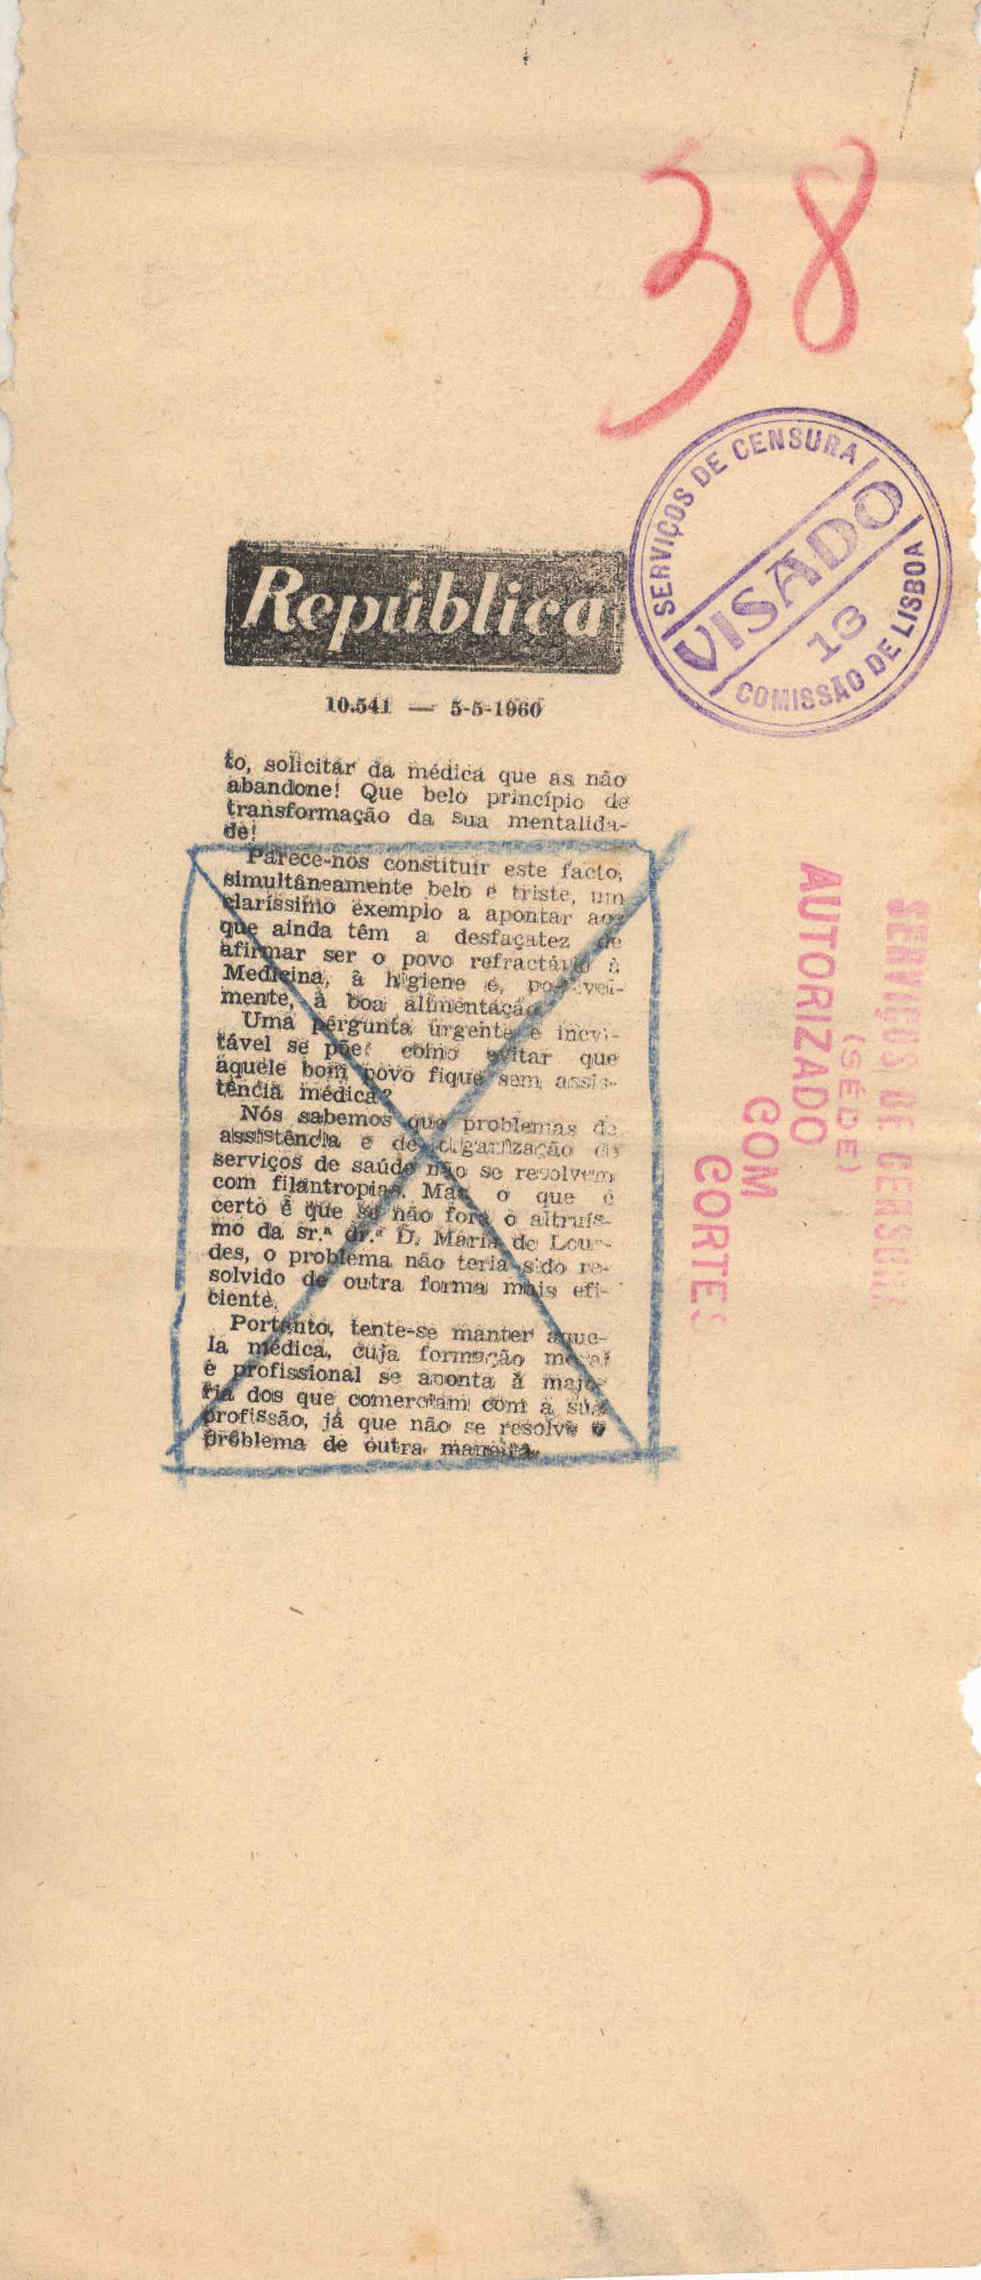 38
SERVIÇOS DE CENSURA
VISADO
13
COMISSÃO DE LISBOA
República
10.541 — 5-5-1960
to, solicitar da médica que as não
abandone! Que belo princípio de
transformação da sua mentalida-
de!
Parece-nos constituir este facto,
simultâneamente belo e triste, um
claríssimo exemplo a apontar aos
que ainda têm a desfaçatez de
afirmar ser o povo refractário à
Medicina, à higiene e, possivel-
mente, à boa alimentação.
Uma pergunta urgente e inevi-
tável se põe: como evitar que
aquele bom povo fique sem assis-
tência médica?
Nós sabemos que problemas de
assistência e de organização de
serviços de saúde não se resolvem
com filantropias. Mas o que é
certo é que se não fora o altruís-
mo da sr.ª dr.ª D. Maria de Lour-
des, o problema não teria sido re-
solvido de outra forma mais efi-
ciente.
Portanto, tente-se manter aque-
la médica, cuja formação moral
e profissional se aponta à maio-
ria dos que comerciam com a sua
profissão, já que não se resolve o
problema de outra maneira.
SERVIÇOS DE CENSURA
(SÉDE)
AUTORIZADO
COM
CORTES